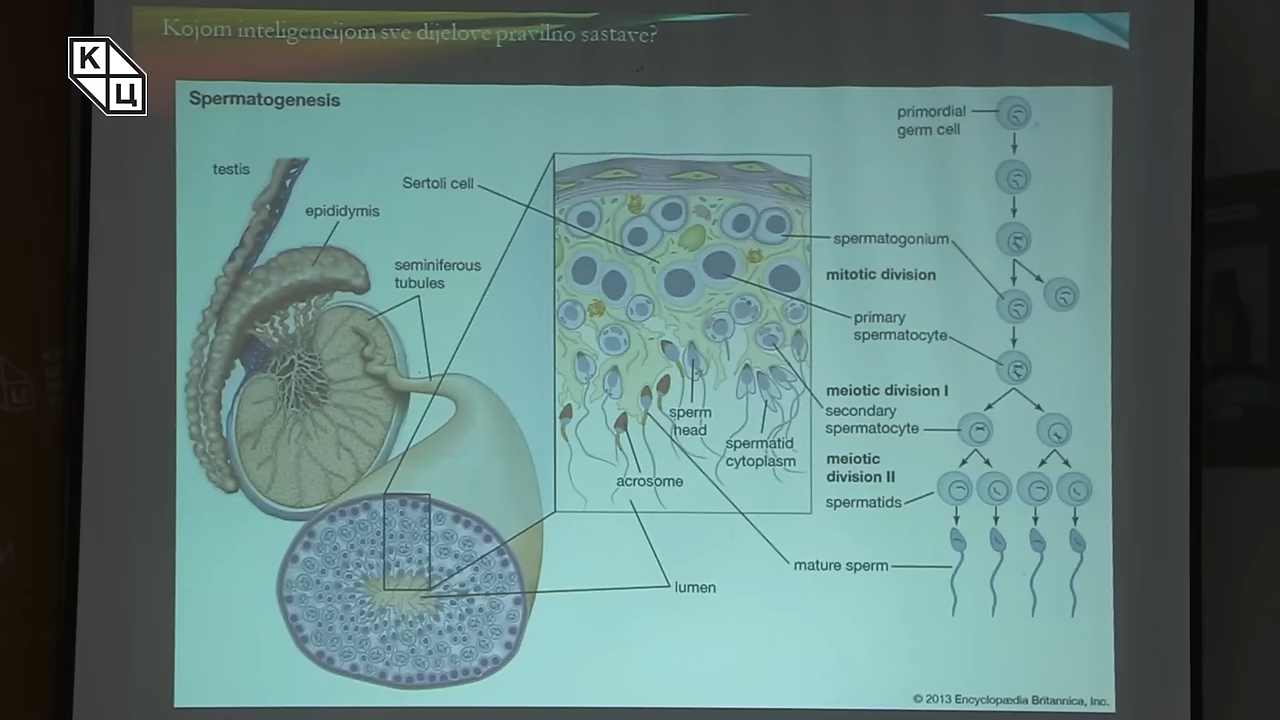 Kojom inteligencijom sve dijelove pravilno sastave?
К
Ц
Spermatogenesis
testis
epididymis
seminiferous
tubules
Sertoli cell
sperm
head
spermatid
cytoplasm
acrosome
lumen
primordial
germ cell
spermatogonium
mitotic division
primary
spermatocyte
meiotic division I
secondary
spermatocyte
meiotic
division II
spermatids
mature sperm
© 2013 Encyclopædia Britannica, Inc.